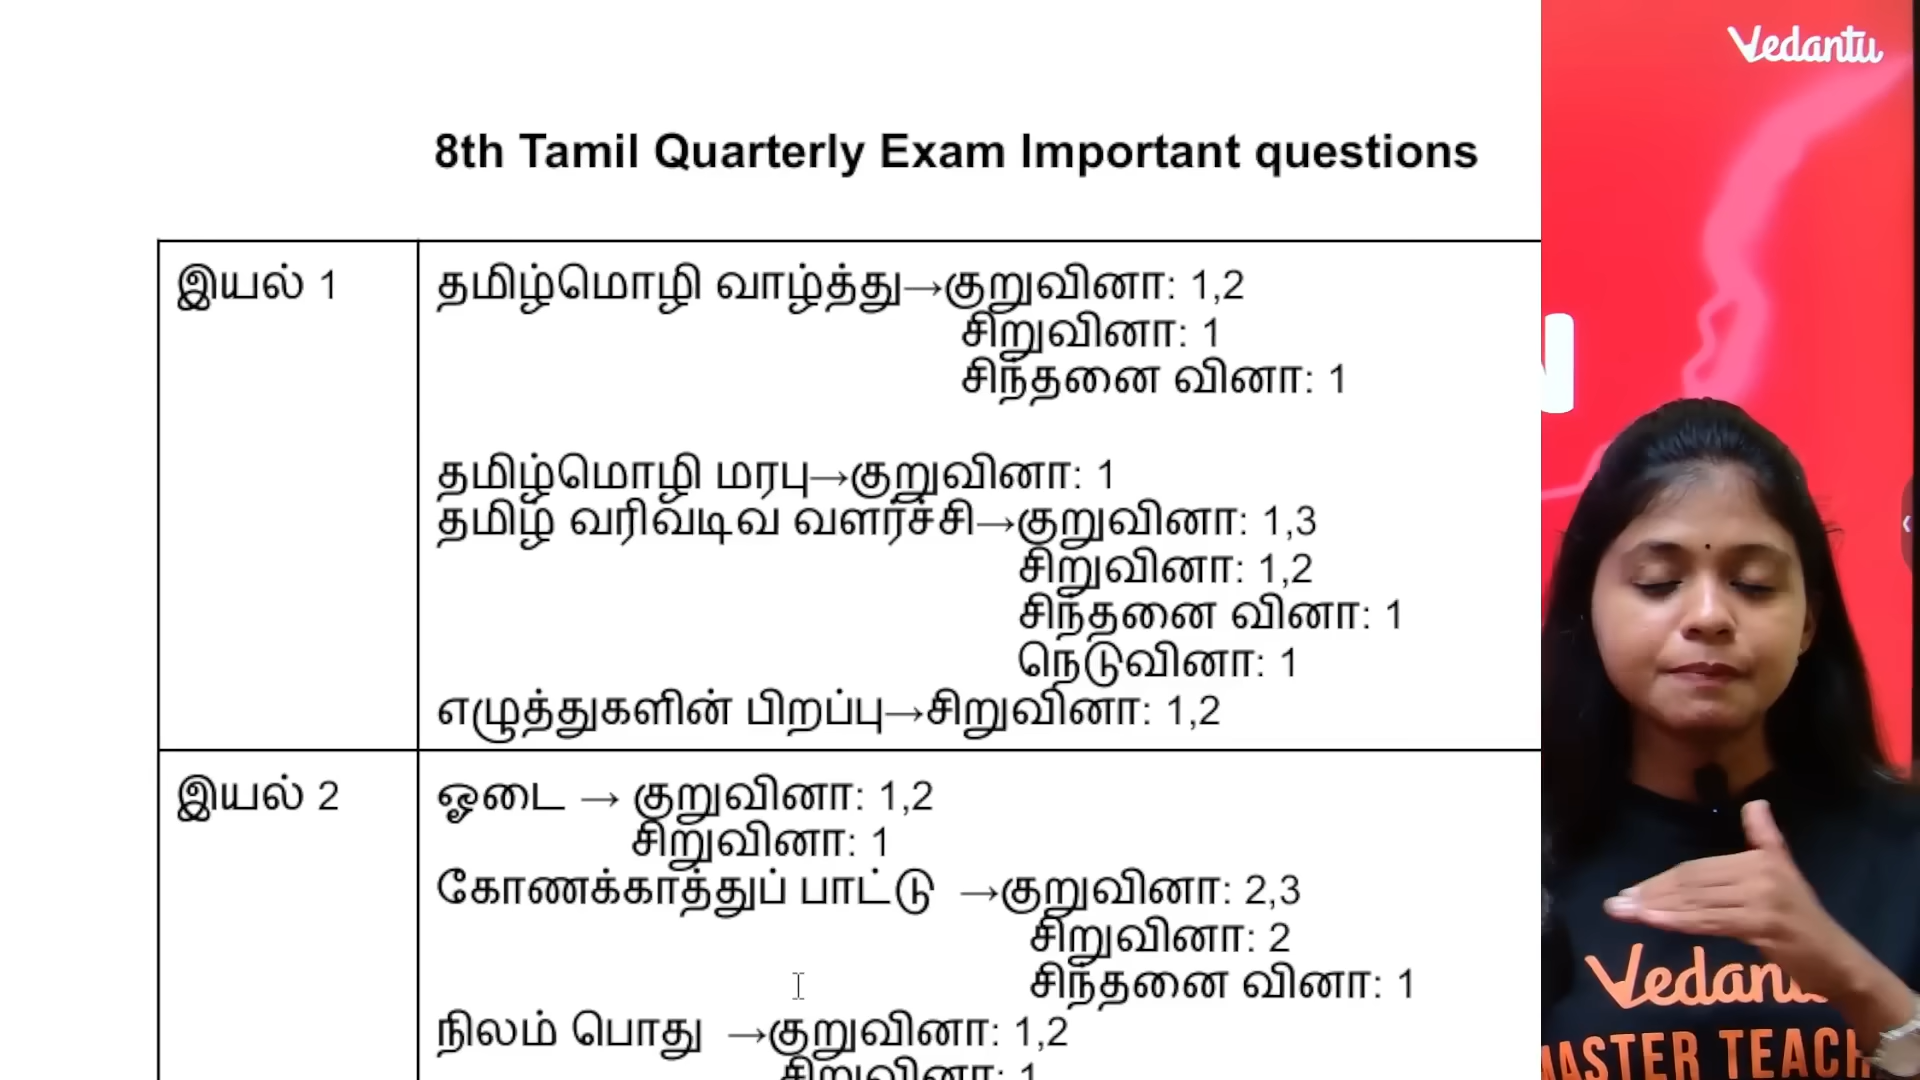 Vedantu
8th Tamil Quarterly Exam Important questions
இயல் 1
தமிழ்மொழி வாழ்த்து→குறுவினா: 1,2
சிறுவினா: 1
சிந்தனை வினா: 1
தமிழ்மொழி மரபு→குறுவினா: 1
தமிழ் வரிவடிவ வளர்ச்சி→குறுவினா: 1,3
சிறுவினா: 1,2
சிந்தனை வினா: 1
நெடுவினா: 1
எழுத்துகளின் பிறப்பு→சிறுவினா: 1,2
இயல் 2
ஓடை → குறுவினா: 1,2
சிறுவினா: 1
கோணக்காத்துப் பாட்டு →குறுவினா: 2,3
சிறுவினா: 2
சிந்தனை வினா: 1
நிலம் பொது →குறுவினா: 1,2
சிறுவினா: 1
N
Vedantu
MASTER TEACH